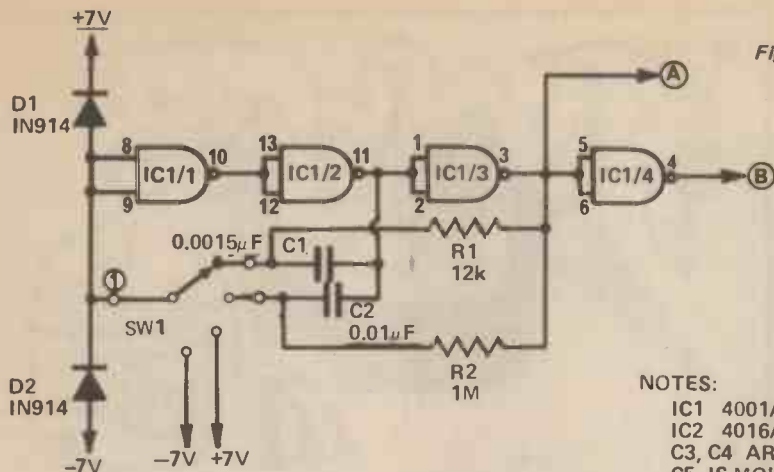 +7V
Fi
A
D1
IN914
8
9
IC1/1
10
13
12
IC1/2
11
1
2
IC1/3
3
5
6
IC1/4
4
B
0.0015µF
C1
R1
12k
1
SW1
C2
0.01µF
R2
1M
D2
IN914
-7V
-7V
+7V
NOTES:
IC1 4001/
IC2 4016/
C3, C4 AR